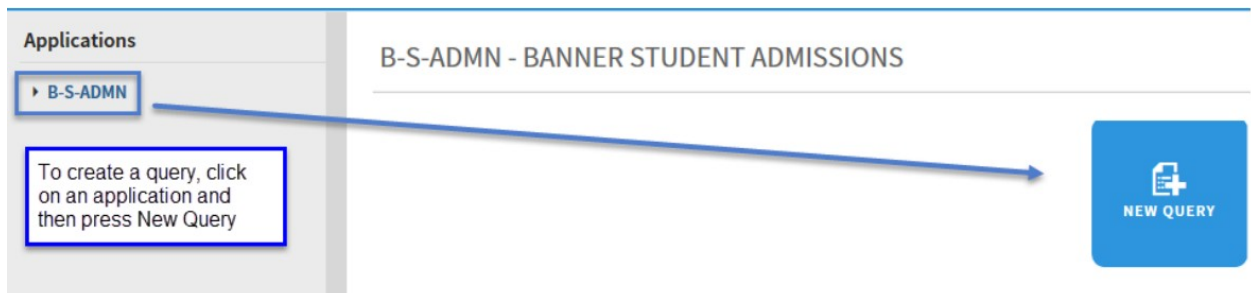 Applications
B-S-ADMN
To create a query, click
on an application and
then press New Query
B-S-ADMN - BANNER STUDENT ADMISSIONS
NEW QUERY